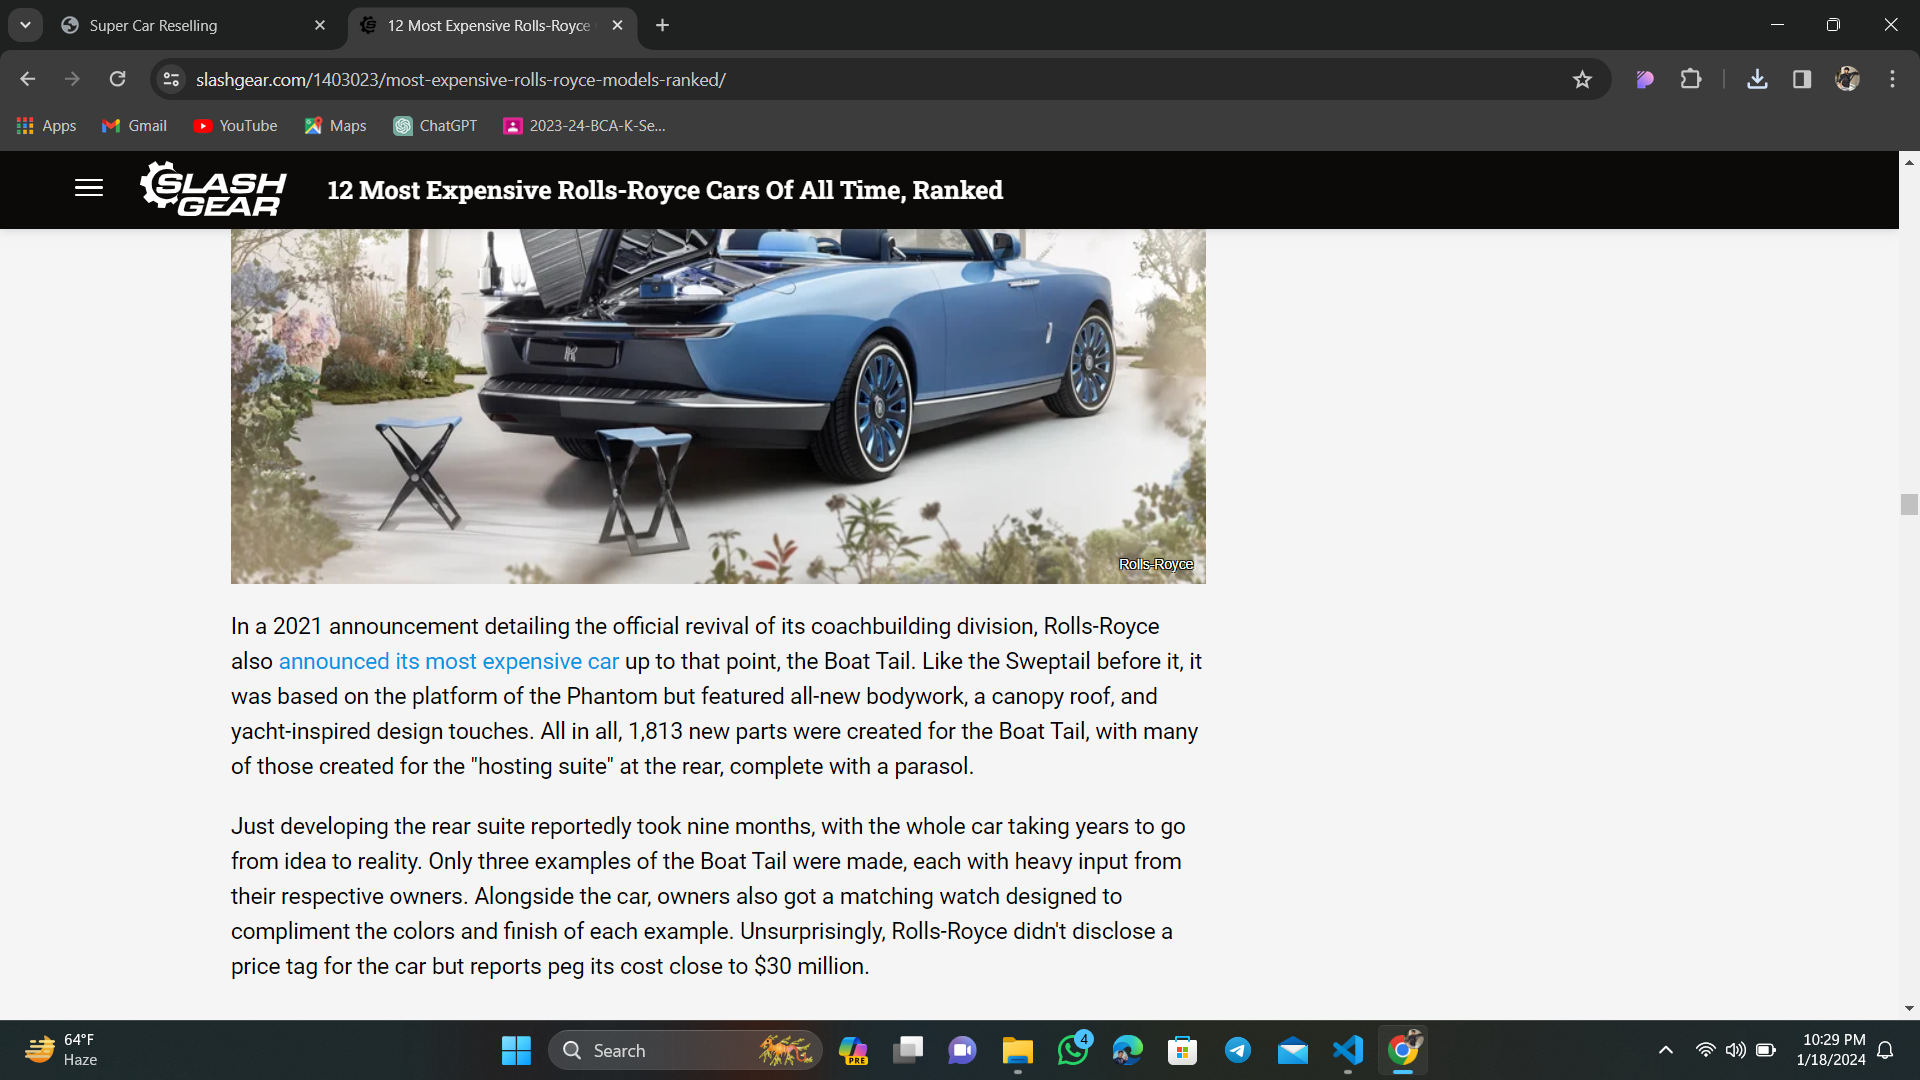 Super Car Reselling
12 Most Expensive Rolls-Royce
slashgear.com/1403023/most-expensive-rolls-royce-models-ranked/
Apps
Gmail
YouTube
Maps
ChatGPT
2023-24-BCA-K-Se...
SLASH
GEAR
12 Most Expensive Rolls-Royce Cars Of All Time, Ranked
Rolls-Royce
In a 2021 announcement detailing the official revival of its coachbuilding division, Rolls-Royce
also announced its most expensive car up to that point, the Boat Tail. Like the Sweptail before it, it
was based on the platform of the Phantom but featured all-new bodywork, a canopy roof, and
yacht-inspired design touches. All in all, 1,813 new parts were created for the Boat Tail, with many
of those created for the "hosting suite" at the rear, complete with a parasol.
Just developing the rear suite reportedly took nine months, with the whole car taking years to go
from idea to reality. Only three examples of the Boat Tail were made, each with heavy input from
their respective owners. Alongside the car, owners also got a matching watch designed to
compliment the colors and finish of each example. Unsurprisingly, Rolls-Royce didn't disclose a
price tag for the car but reports peg its cost close to $30 million.
64°F
Haze
Search
PRE
4
10:29 PM
1/18/2024